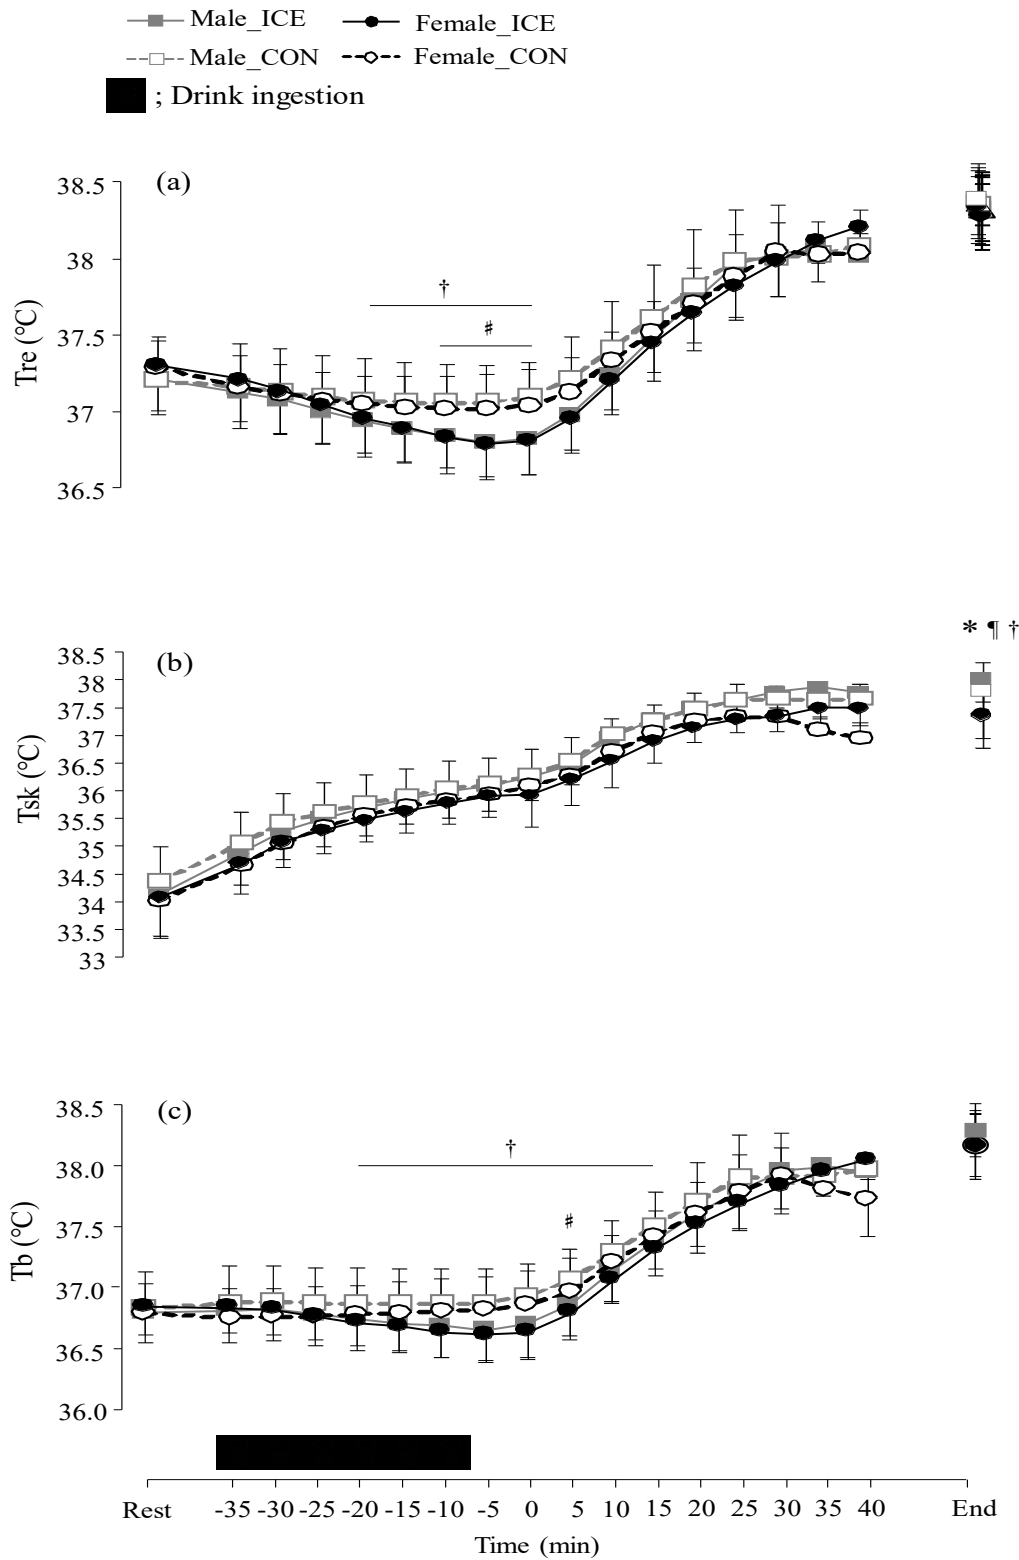 Male_ICE Female_ICE
Male_CON Female_CON
; Drink ingestion
(a)
Tre (℃)
38.5
38
37.5
37
36.5
†
♯
* ¶ †
(b)
Tsk (℃)
38.5
38
37.5
37
36.5
36
35.5
35
34.5
34
33.5
33
(c)
Tb (℃)
38.5
38.0
37.5
37.0
36.5
36.0
†
♯
Rest -35 -30 -25 -20 -15 -10 -5 0 5 10 15 20 25 30 35 40 End
Time (min)